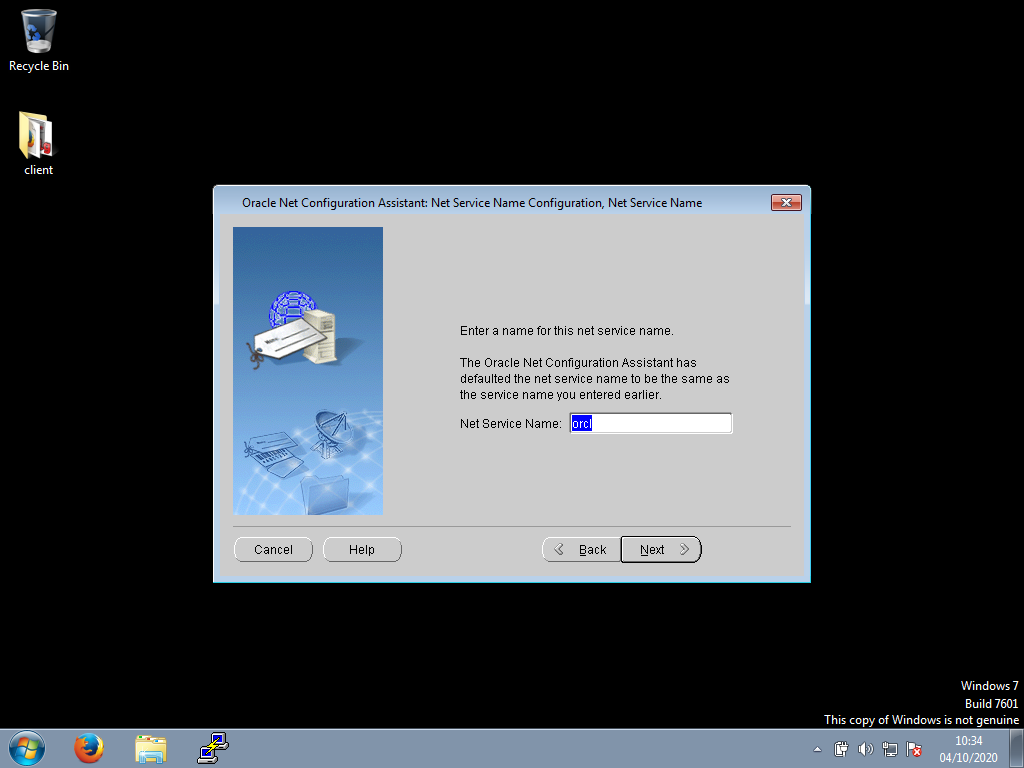 Recycle Bin
client
Oracle Net Configuration Assistant: Net Service Name Configuration, Net Service Name
Enter a name for this net service name.
The Oracle Net Configuration Assistant has
defaulted the net service name to be the same as
the service name you entered earlier.
Net Service Name: orcl
Cancel Help Back Next
Windows 7
Build 7601
This copy of Windows is not genuine
10:34
04/10/2020